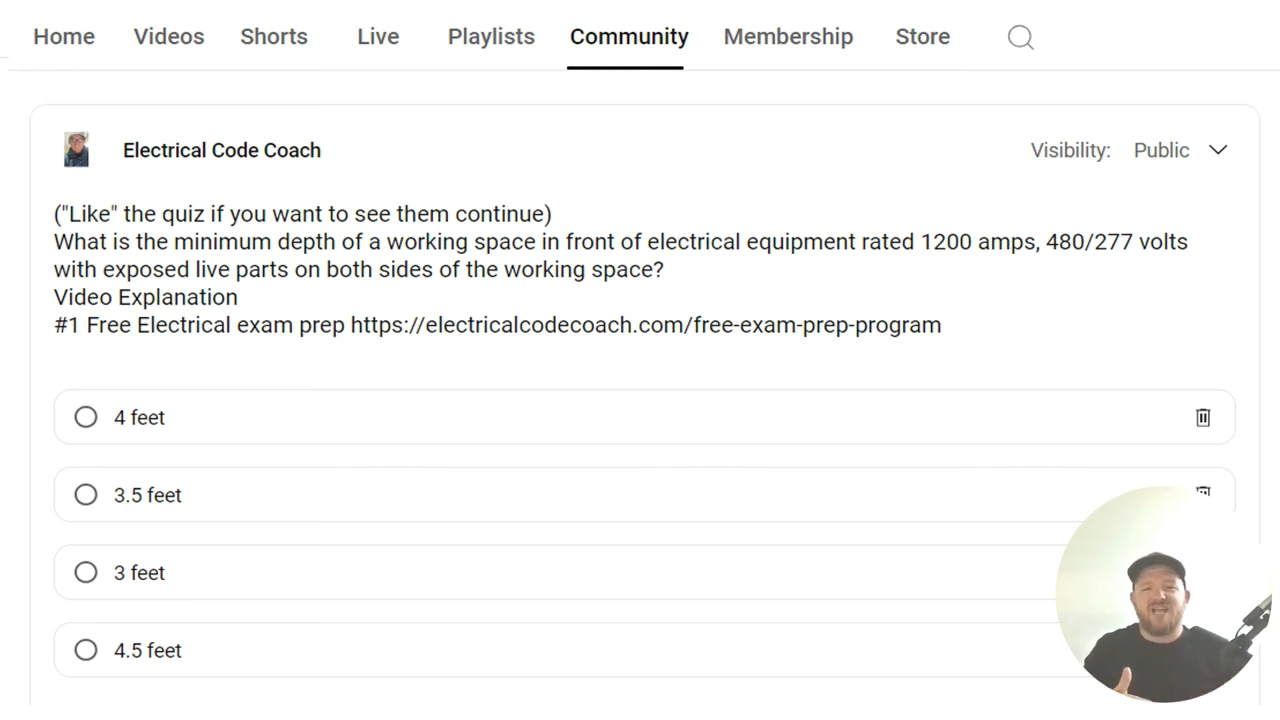 Home Videos Shorts Live Playlists Community Membership Store
Electrical Code Coach Visibility: Public
("Like" the quiz if you want to see them continue)
What is the minimum depth of a working space in front of electrical equipment rated 1200 amps, 480/277 volts
with exposed live parts on both sides of the working space?
Video Explanation
#1 Free Electrical exam prep https://electricalcodecoach.com/free-exam-prep-program
4 feet
3.5 feet
3 feet
4.5 feet